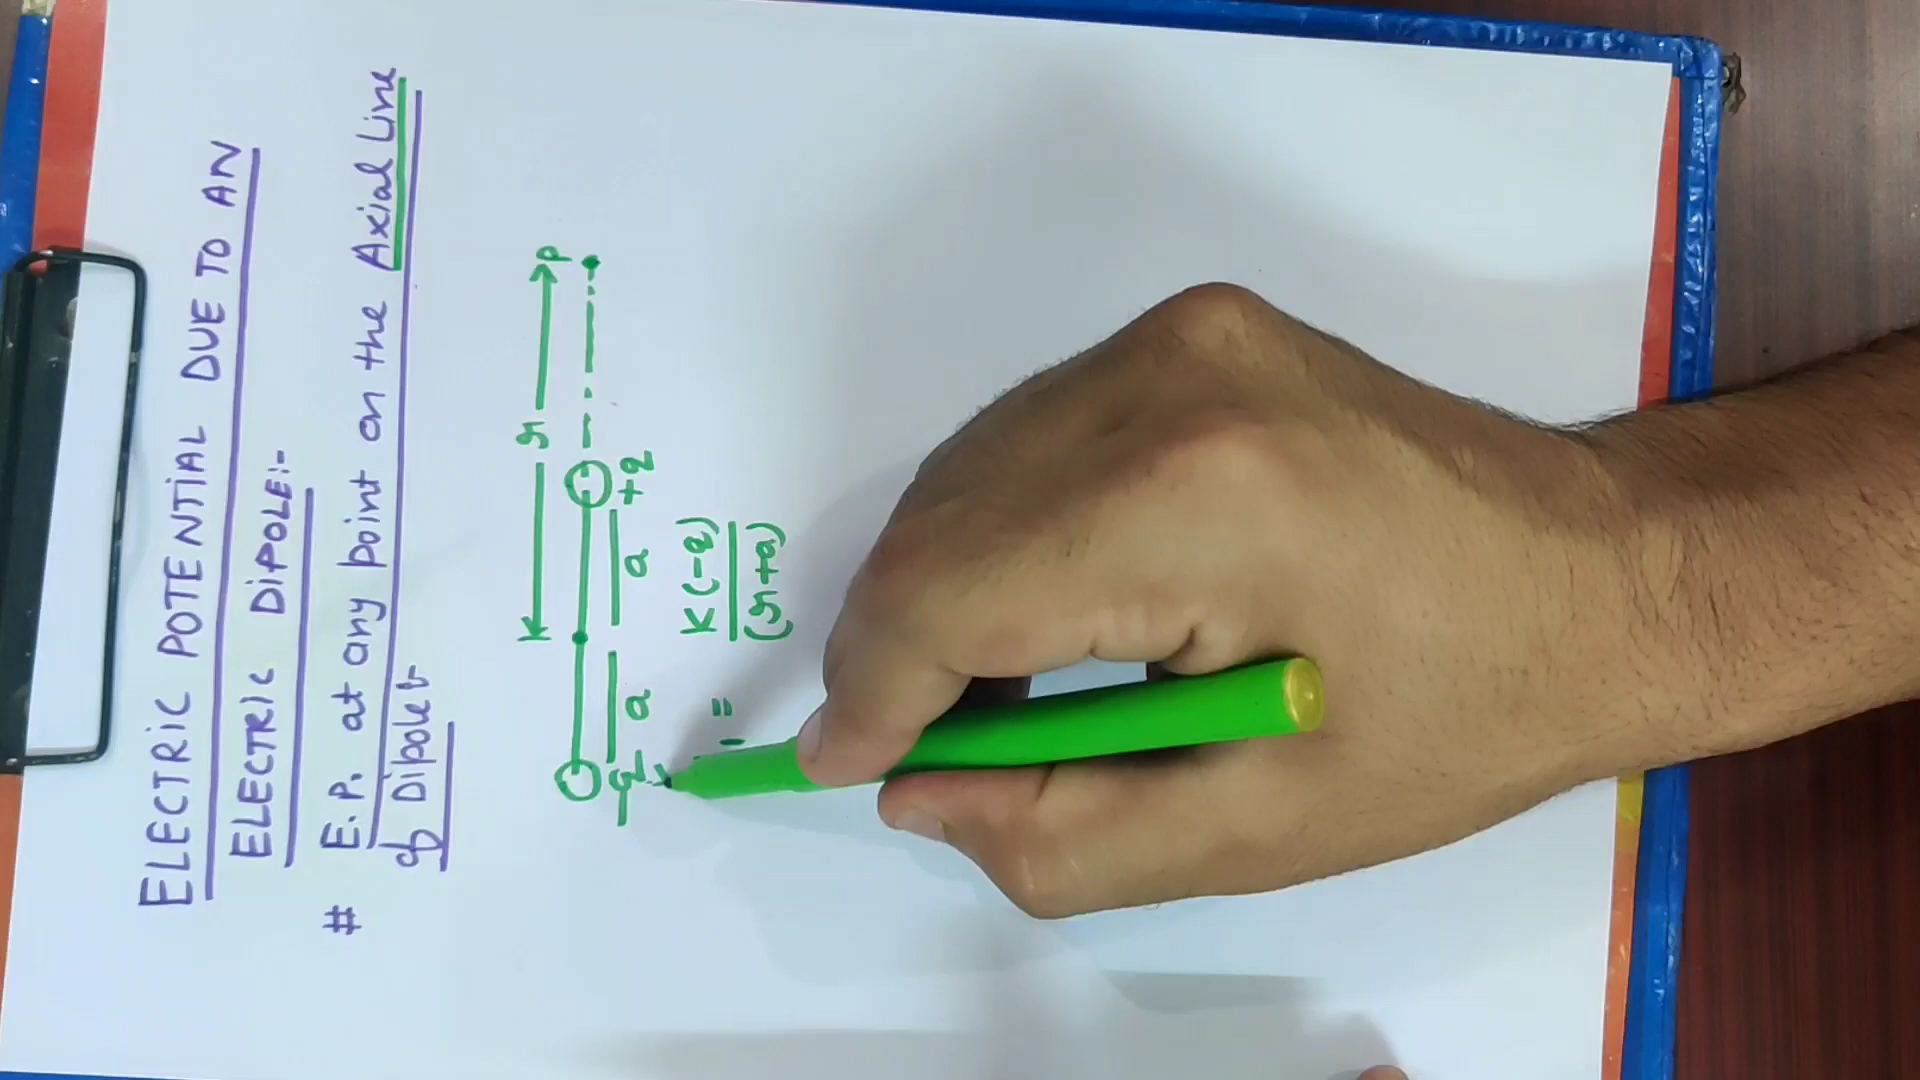 ELECTRIC POTENTIAL DUE TO AN
ELECTRIC DIPOLE:-
# E.P. at any point on the Axial Line
of Dipole
r P
-q a a +q
= K(-q)
(r+a)